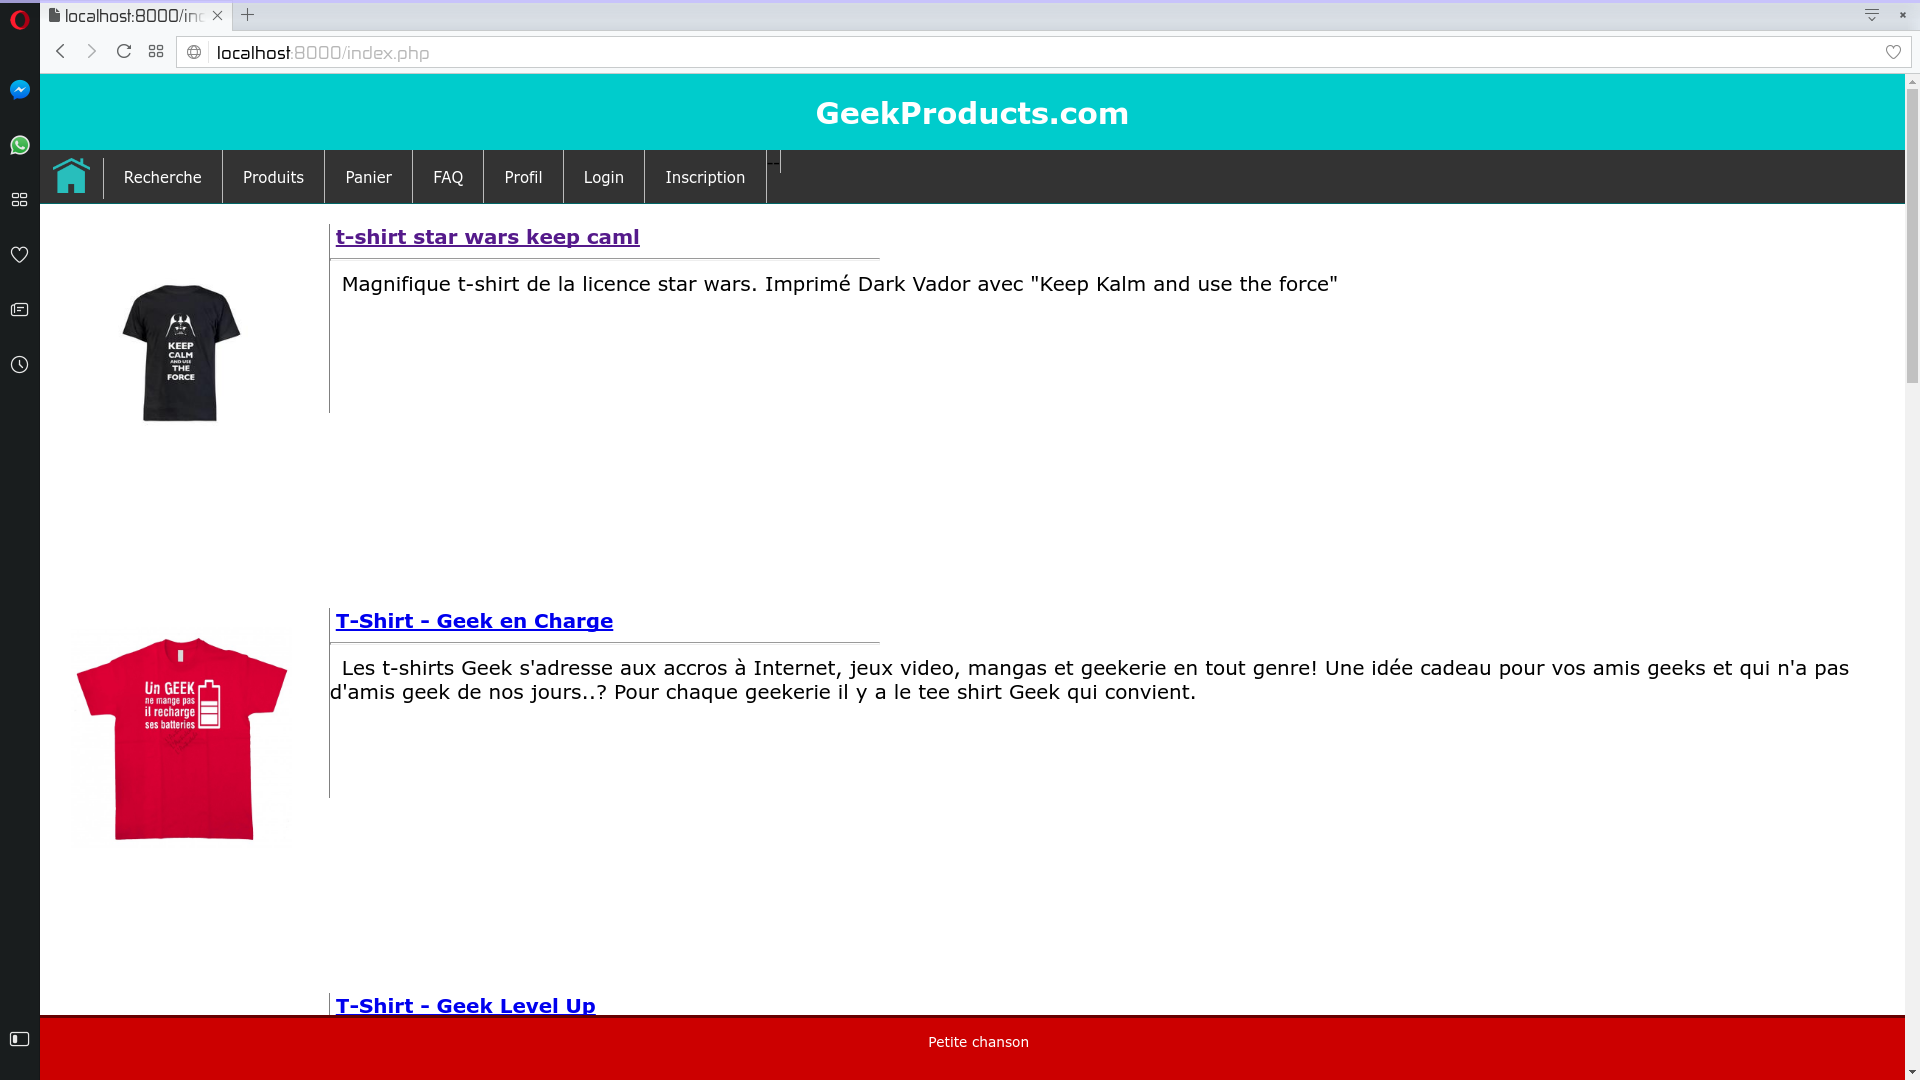 localhost:8000/inc
localhost:8000/index.php
GeekProducts.com
Recherche Produits Panier FAQ Profil Login Inscription --
t-shirt star wars keep caml
Magnifique t-shirt de la licence star wars. Imprimé Dark Vador avec "Keep Kalm and use the force"
KEEP
CALM
AND USE
THE
FORCE
T-Shirt - Geek en Charge
Les t-shirts Geek s'adresse aux accros à Internet, jeux video, mangas et geekerie en tout genre! Une idée cadeau pour vos amis geeks et qui n'a pas
d'amis geek de nos jours..? Pour chaque geekerie il y a le tee shirt Geek qui convient.
Un GEEK
ne mange pas
il recharge
ses batteries
T-Shirt - Geek Level Up
Petite chanson